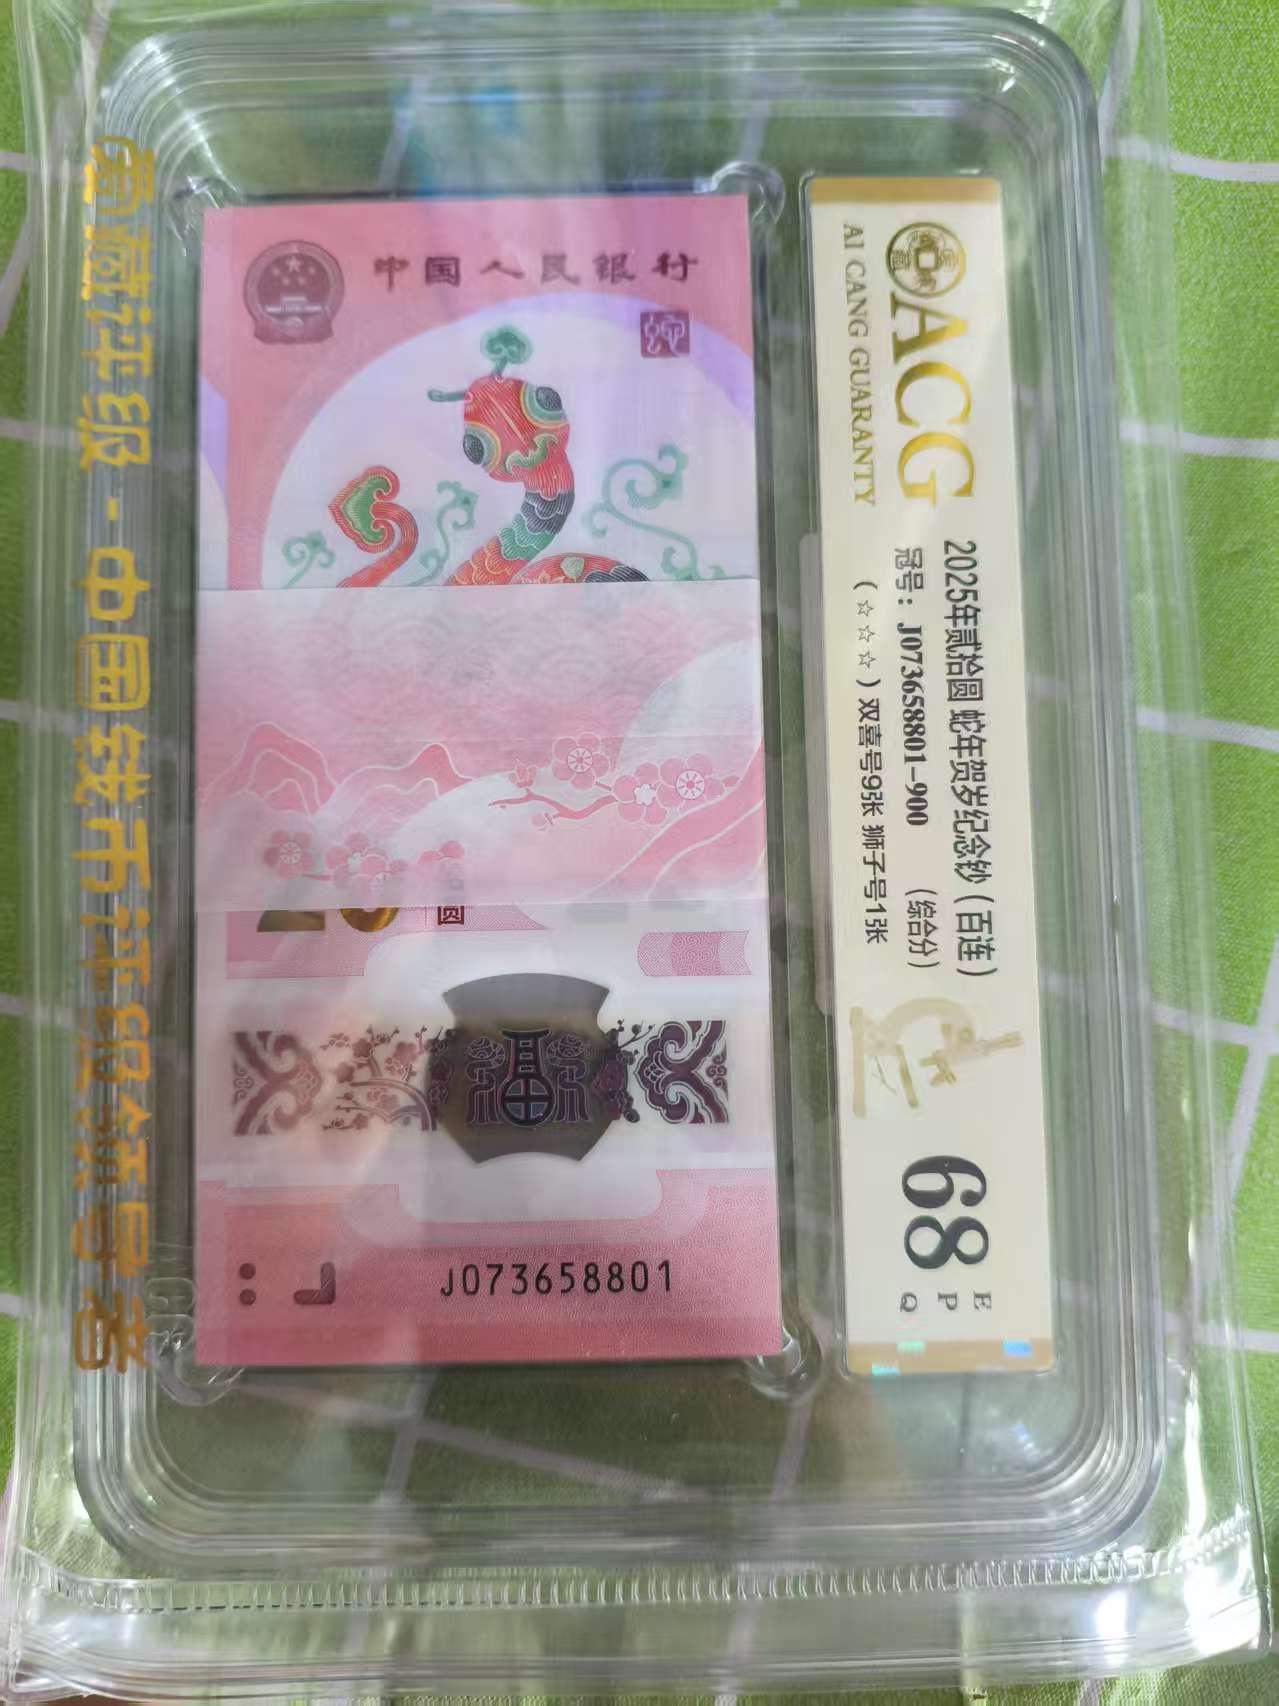 爱藏评级-中国钱币评级领导者
中国人民银行
蛇
20
圆
福
J073658801
ACG
AI CANG GUARANTY
2025年贰拾圆 蛇年贺岁纪念钞(百连)
冠号: J073658801-900 (综合分)
(☆☆☆)双喜号9张 狮子号1张
68
EPQ